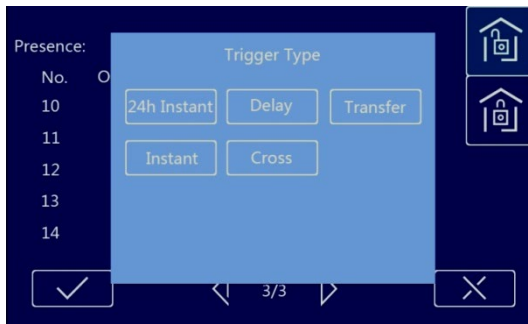 Presence:
Trigger Type
No. O
10 24h Instant Delay Transfer
11
12 Instant Cross
13
14
3/3